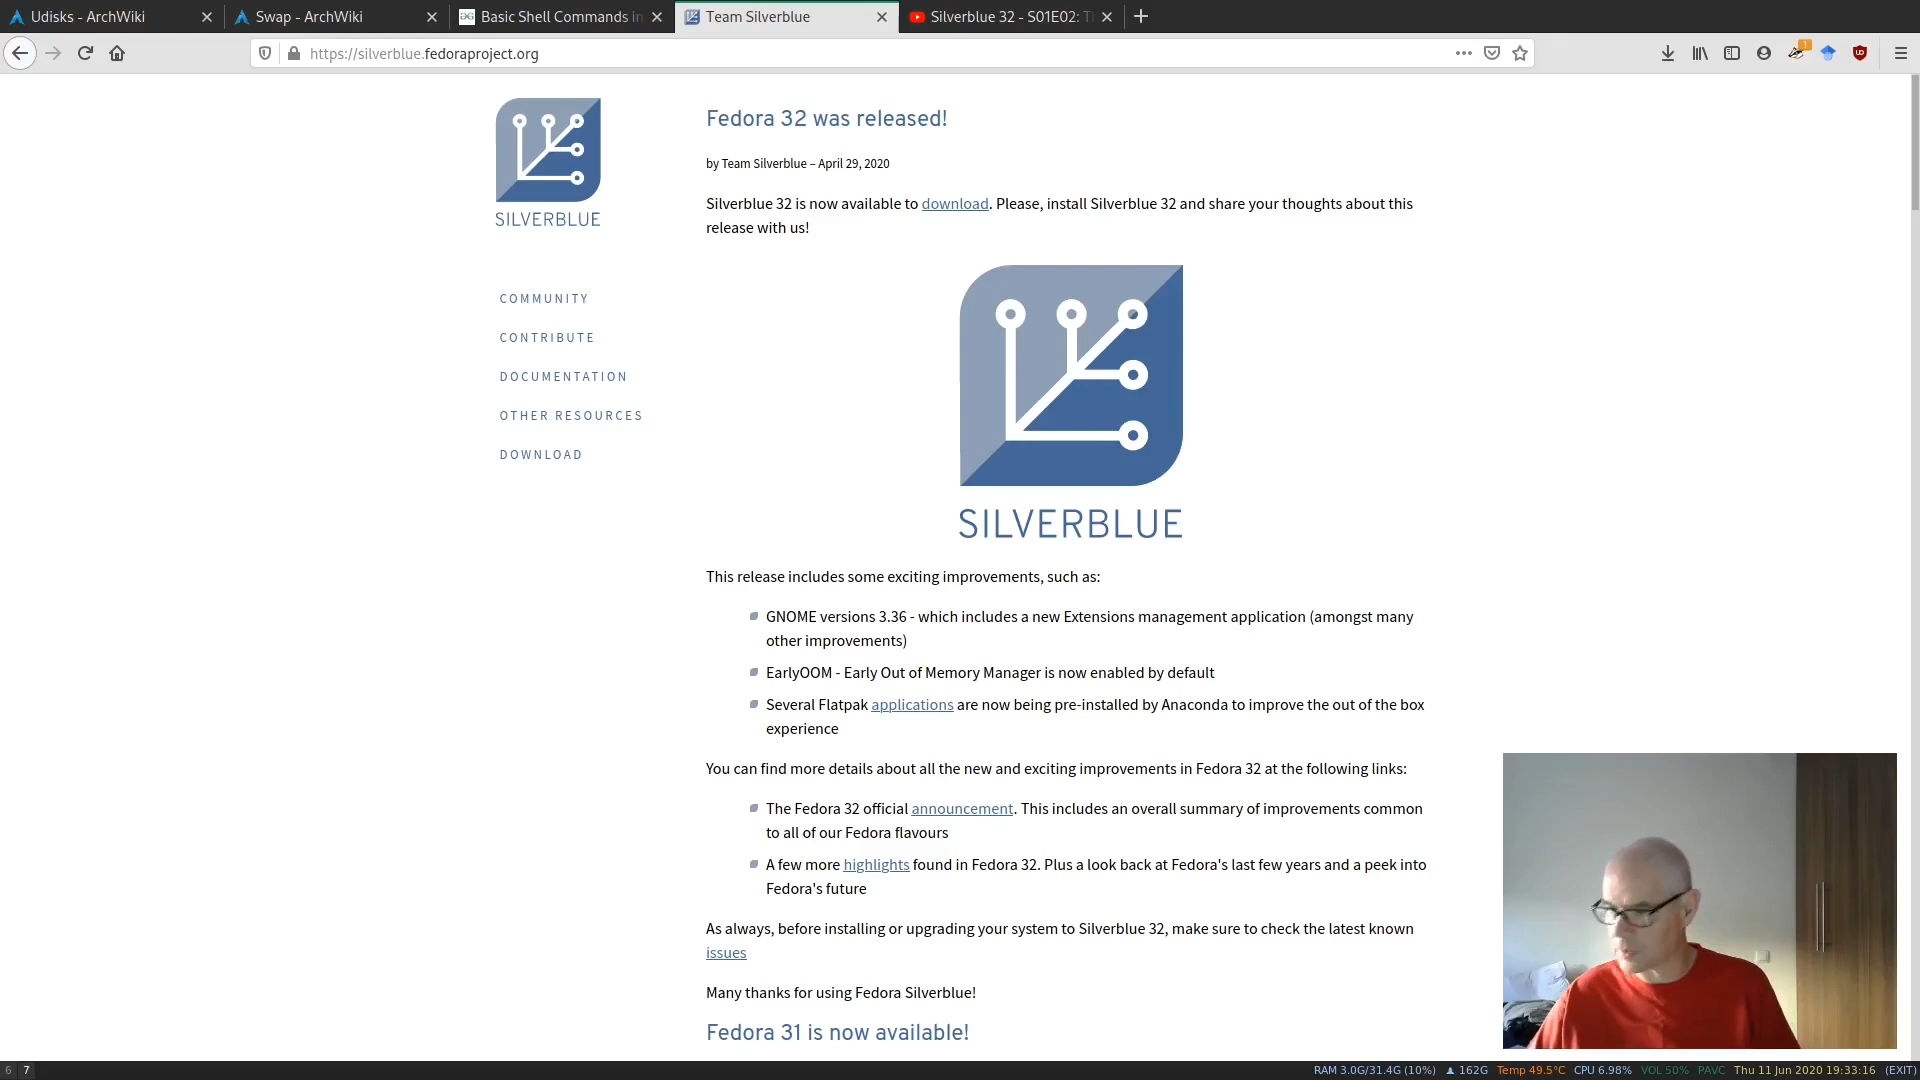 Udisks - ArchWiki
Swap - ArchWiki
Basic Shell Commands in
Team Silverblue
Silverblue 32 - S01E02: T
https://silverblue.fedoraproject.org
1
SILVERBLUE
COMMUNITY
CONTRIBUTE
DOCUMENTATION
OTHER RESOURCES
DOWNLOAD
Fedora 32 was released!
by Team Silverblue – April 29, 2020
Silverblue 32 is now available to download. Please, install Silverblue 32 and share your thoughts about this
release with us!
SILVERBLUE
This release includes some exciting improvements, such as:
GNOME versions 3.36 - which includes a new Extensions management application (amongst many
other improvements)
EarlyOOM - Early Out of Memory Manager is now enabled by default
Several Flatpak applications are now being pre-installed by Anaconda to improve the out of the box
experience
You can find more details about all the new and exciting improvements in Fedora 32 at the following links:
The Fedora 32 official announcement. This includes an overall summary of improvements common
to all of our Fedora flavours
A few more highlights found in Fedora 32. Plus a look back at Fedora's last few years and a peek into
Fedora's future
As always, before installing or upgrading your system to Silverblue 32, make sure to check the latest known
issues
Many thanks for using Fedora Silverblue!
Fedora 31 is now available!
6 7
RAM 3.0G/31.4G (10%) 162G Temp 49.5°C CPU 6.98% VOL 50% PAVC Thu 11 Jun 2020 19:33:16 (EXIT)